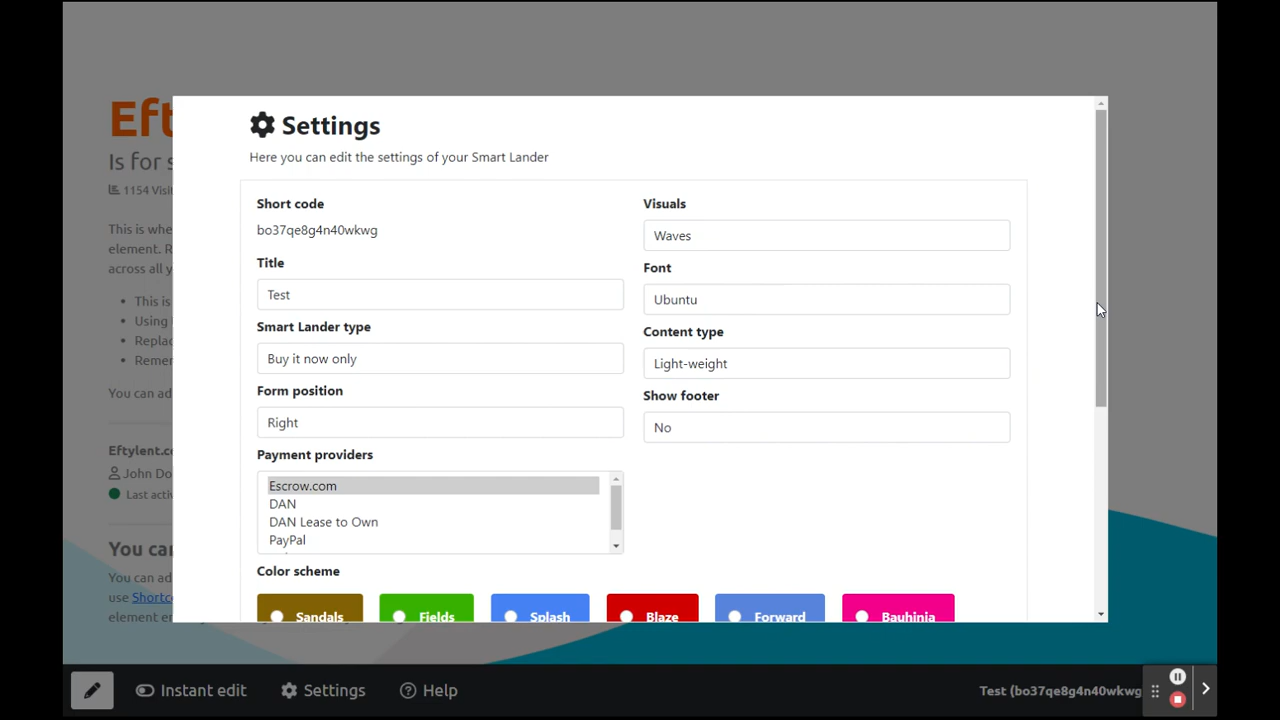 Eft
Is for s
1154 Visi
This is whe
element. R
across all y
This is
Using
Replac
Remer
You can ad
Eftylent.c
John Do
Last activ
You car
You can ad
use Shortc
element e
Settings
Here you can edit the settings of your Smart Lander
Short code
bo37qe8g4n40wkwg
Title
Test
Smart Lander type
Buy it now only
Form position
Right
Payment providers
Escrow.com
DAN
DAN Lease to Own
PayPal
Visuals
Waves
Font
Ubuntu
Content type
Light-weight
Show footer
No
Color scheme
Sandals Fields Splash Blaze Forward Bauhinia
Instant edit Settings Help Test (bo37qe8g4n40wkwg